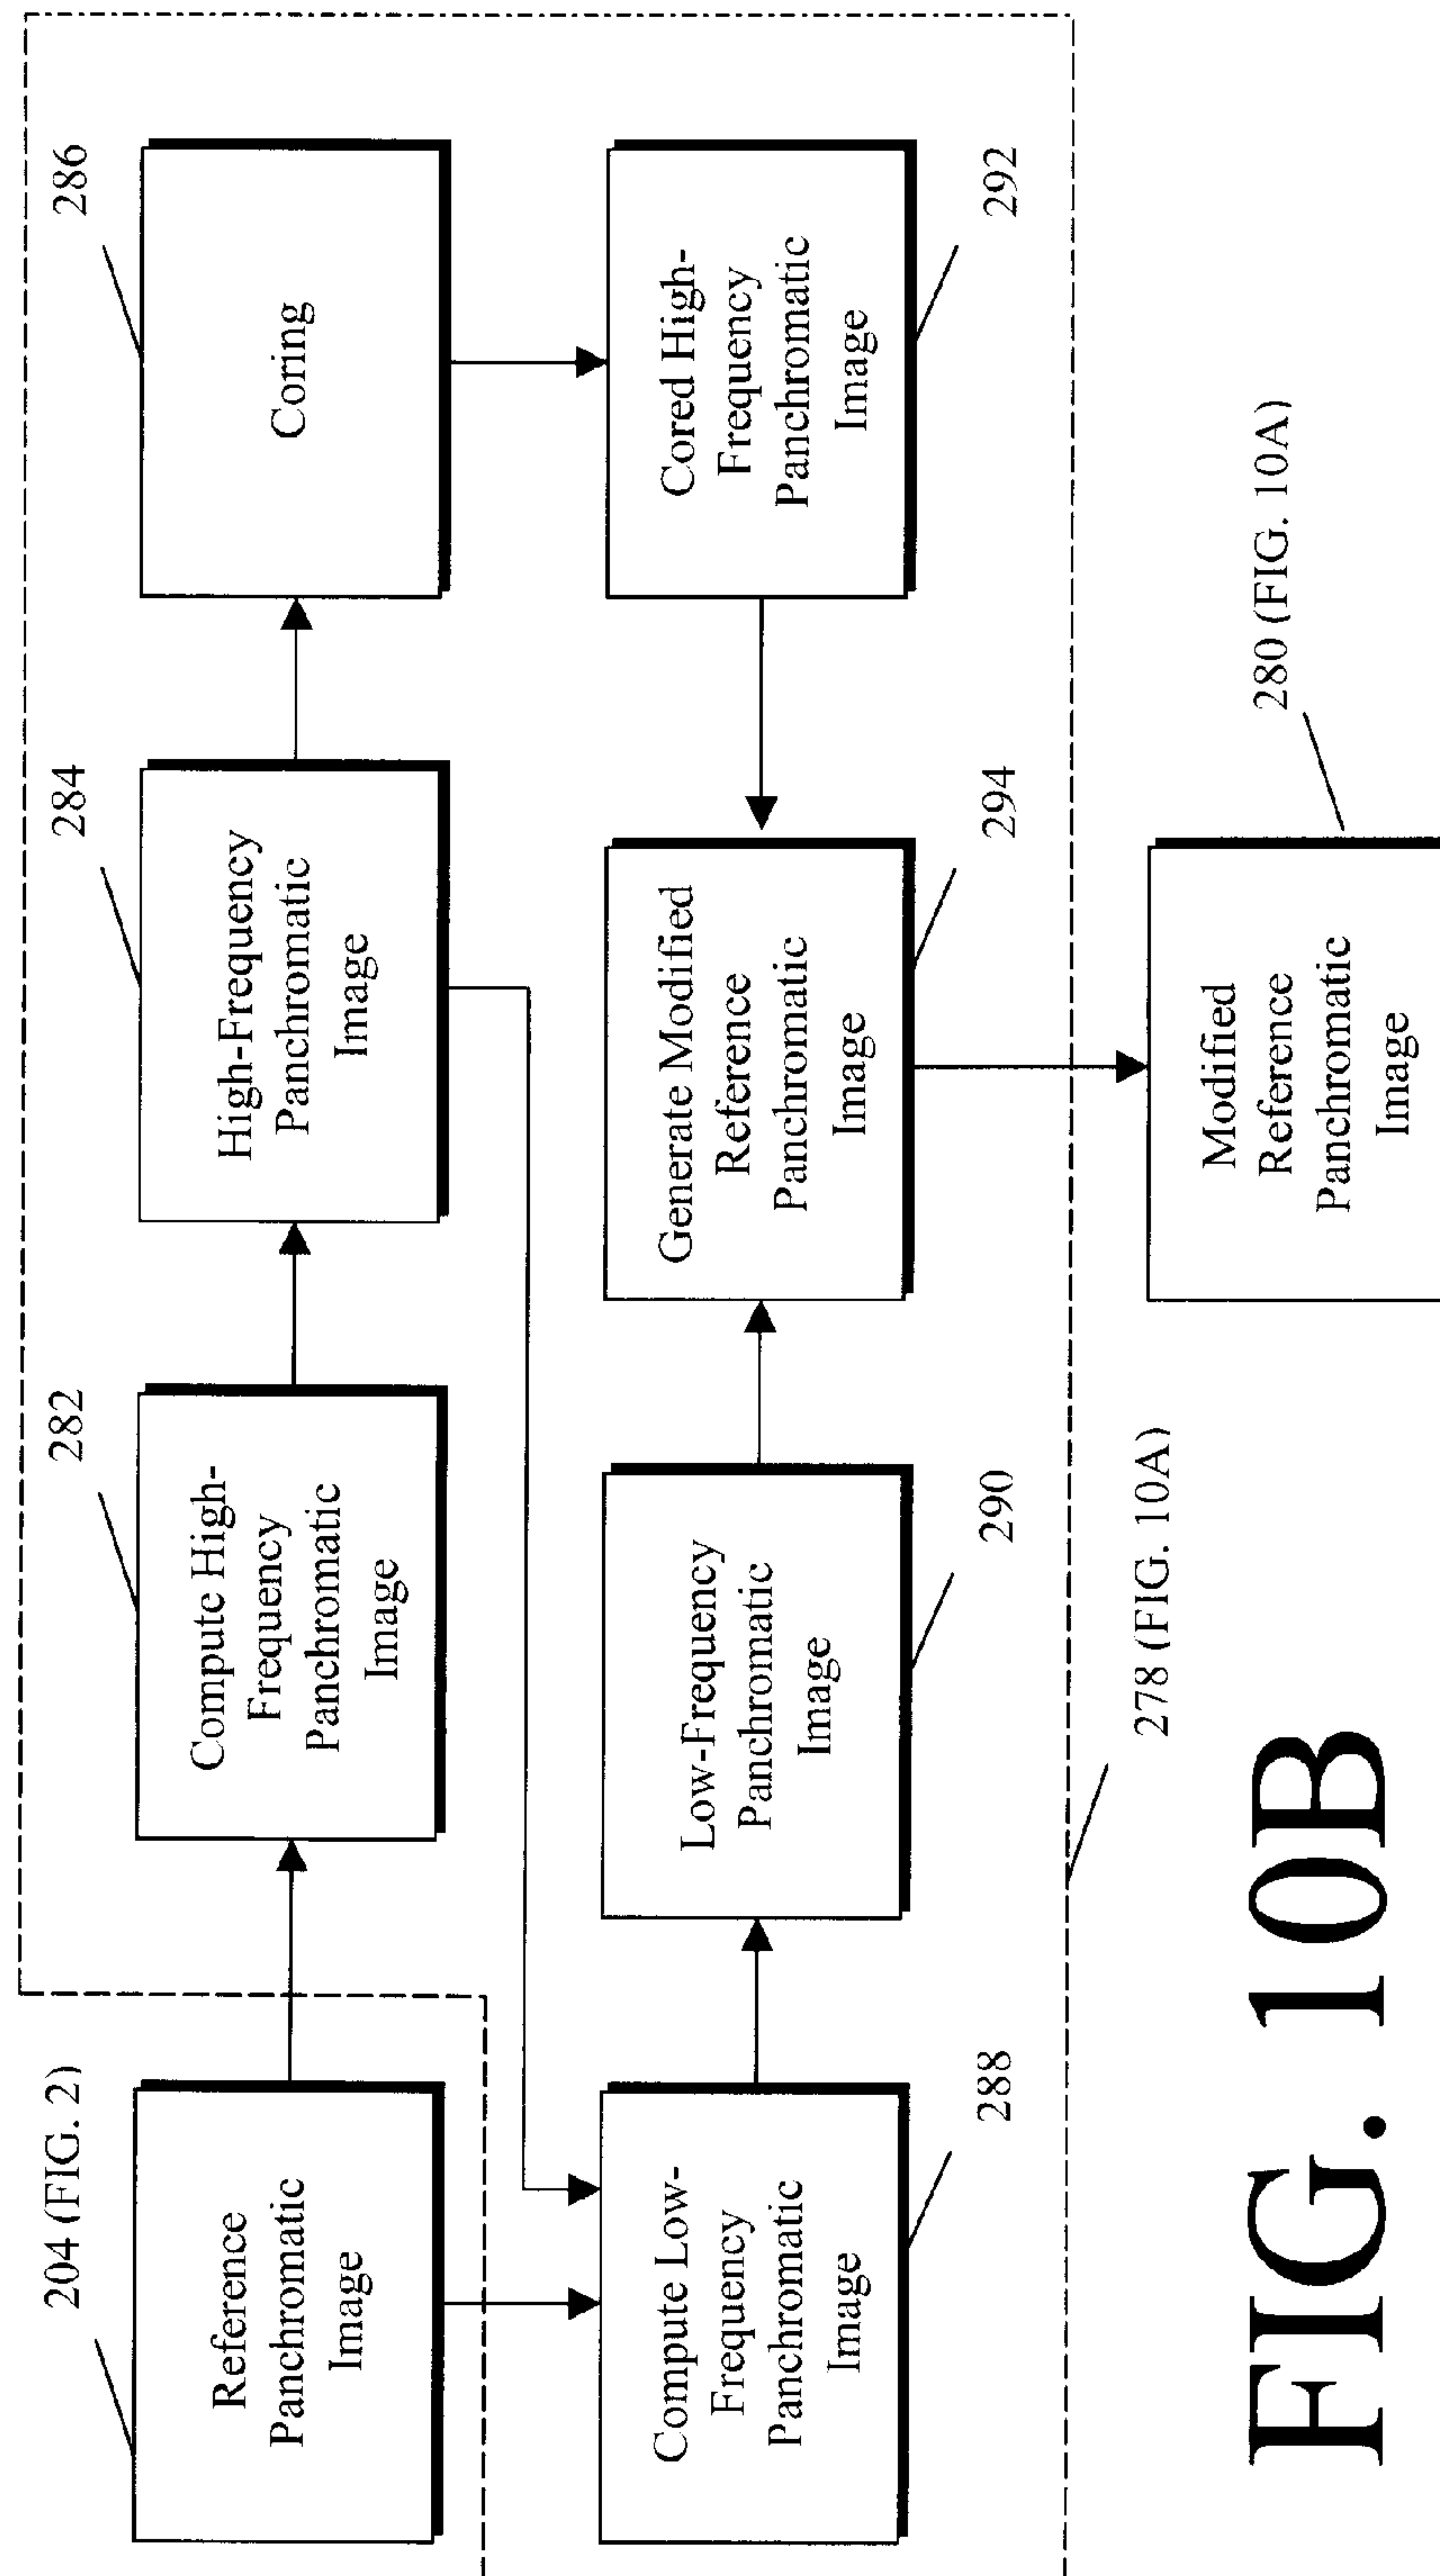 204 (FIG. 2)
Reference
Panchromatic
Image
282
Compute High-
Frequency
Panchromatic
Image
284
High-Frequency
Panchromatic
Image
286
Coring
Compute Low-
Frequency
Panchromatic
Image
288
Low-Frequency
Panchromatic
Image
290
Generate Modified
Reference
Panchromatic
Image
294
Cored High-
Frequency
Panchromatic
Image
292
278 (FIG. 10A)
280 (FIG. 10A)
Modified
Reference
Panchromatic
Image
FIG. 10B